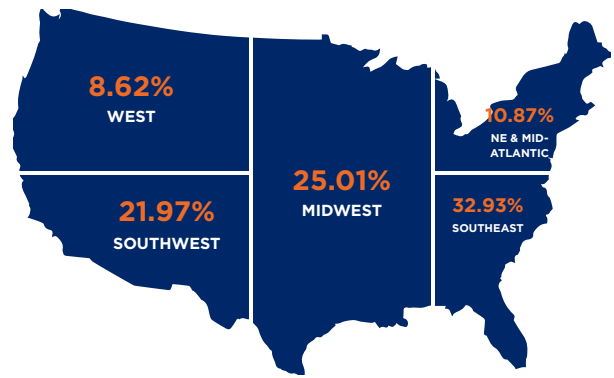 8.62%
WEST
10.87%
NE & MID-
ATLANTIC
25.01%
MIDWEST
21.97%
SOUTHWEST
32.93%
SOUTHEAST